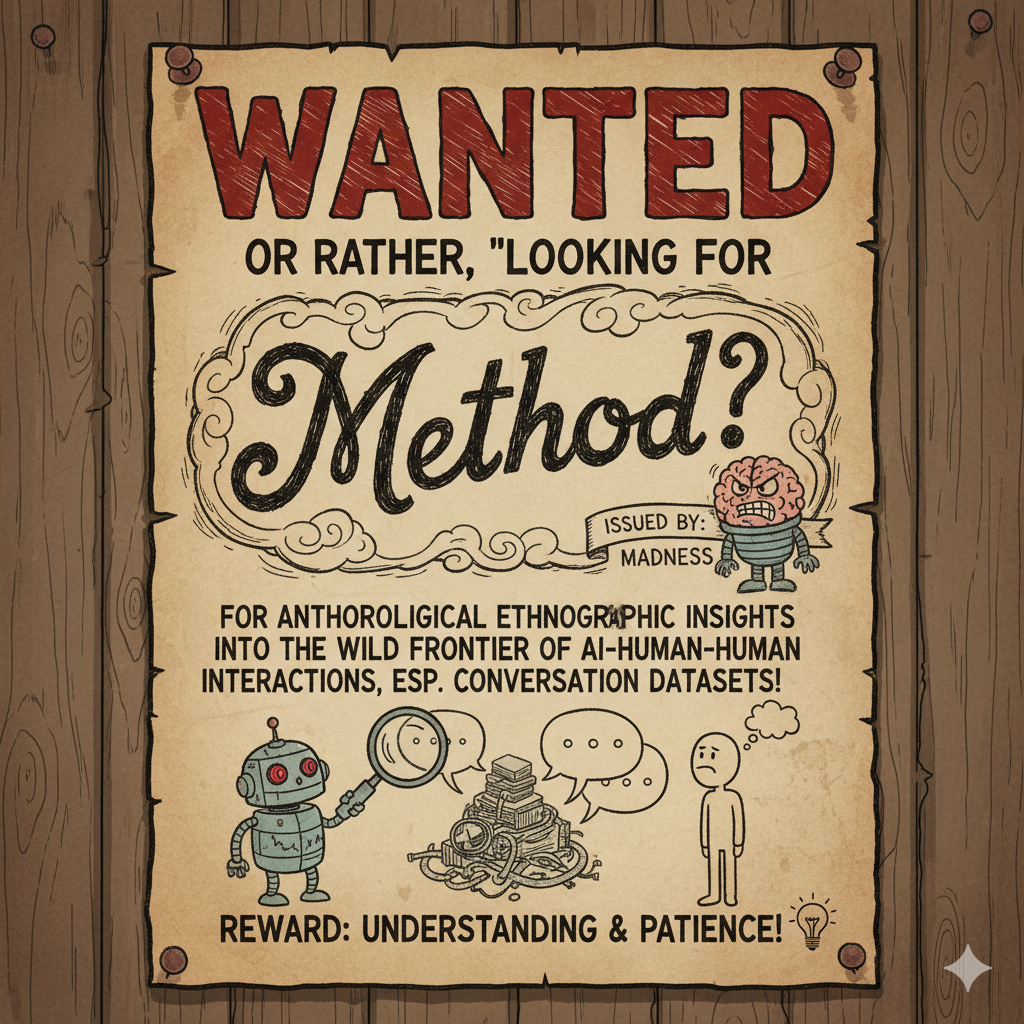 WANTED
OR RATHER, "LOOKING FOR
Method?
ISSUED BY:
MADNESS
FOR ANTHOROLIGICAL ETHNOGRAPHIC INSIGHTS
INTO THE WILD FRONTIER OF AI-HUMAN-HUMAN
INTERACTIONS, ESP. CONVERSATION DATASETS!
REWARD: UNDERSTANDING & PATIENCE!